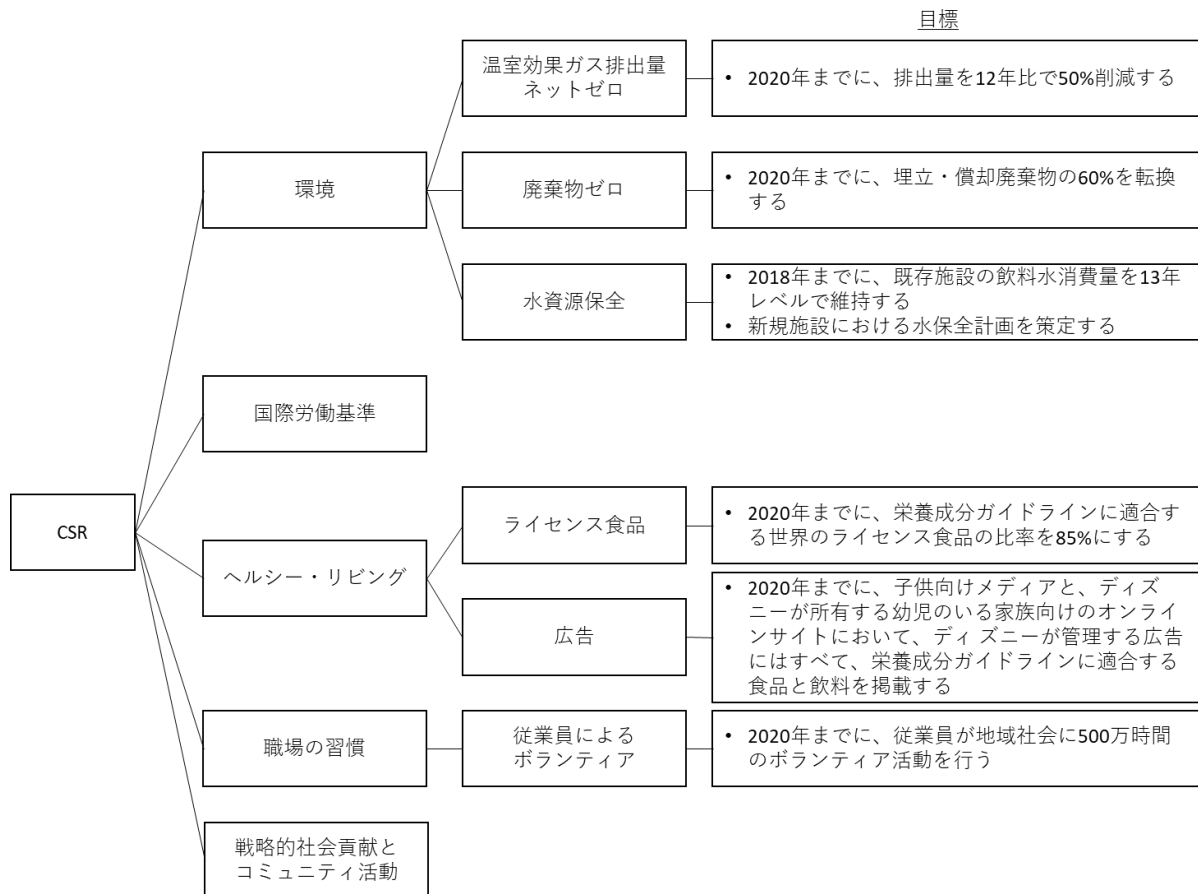 目標
温室効果ガス排出量
ネットゼロ
• 2020年までに、排出量を12年比で50%削減する
環境
廃棄物ゼロ
• 2020年までに、埋立・償却廃棄物の60%を転換
する
水資源保全
• 2018年までに、既存施設の飲料水消費量を13年
レベルで維持する
• 新規施設における水保全計画を策定する
国際労働基準
CSR
ヘルシー・リビング
ライセンス食品
• 2020年までに、栄養成分ガイドラインに適合す
る世界のライセンス食品の比率を85%にする
広告
• 2020年までに、子供向けメディアと、ディズ
ニーが所有する幼児のいる家族向けのオンライ
ンサイトにおいて、ディ ズニーが管理する広告
にはすべて、栄養成分ガイドラインに適合する
食品と飲料を掲載する
職場の習慣
従業員による
ボランティア
• 2020年までに、従業員が地域社会に500万時間
のボランティア活動を行う
戦略的社会貢献と
コミュニティ活動